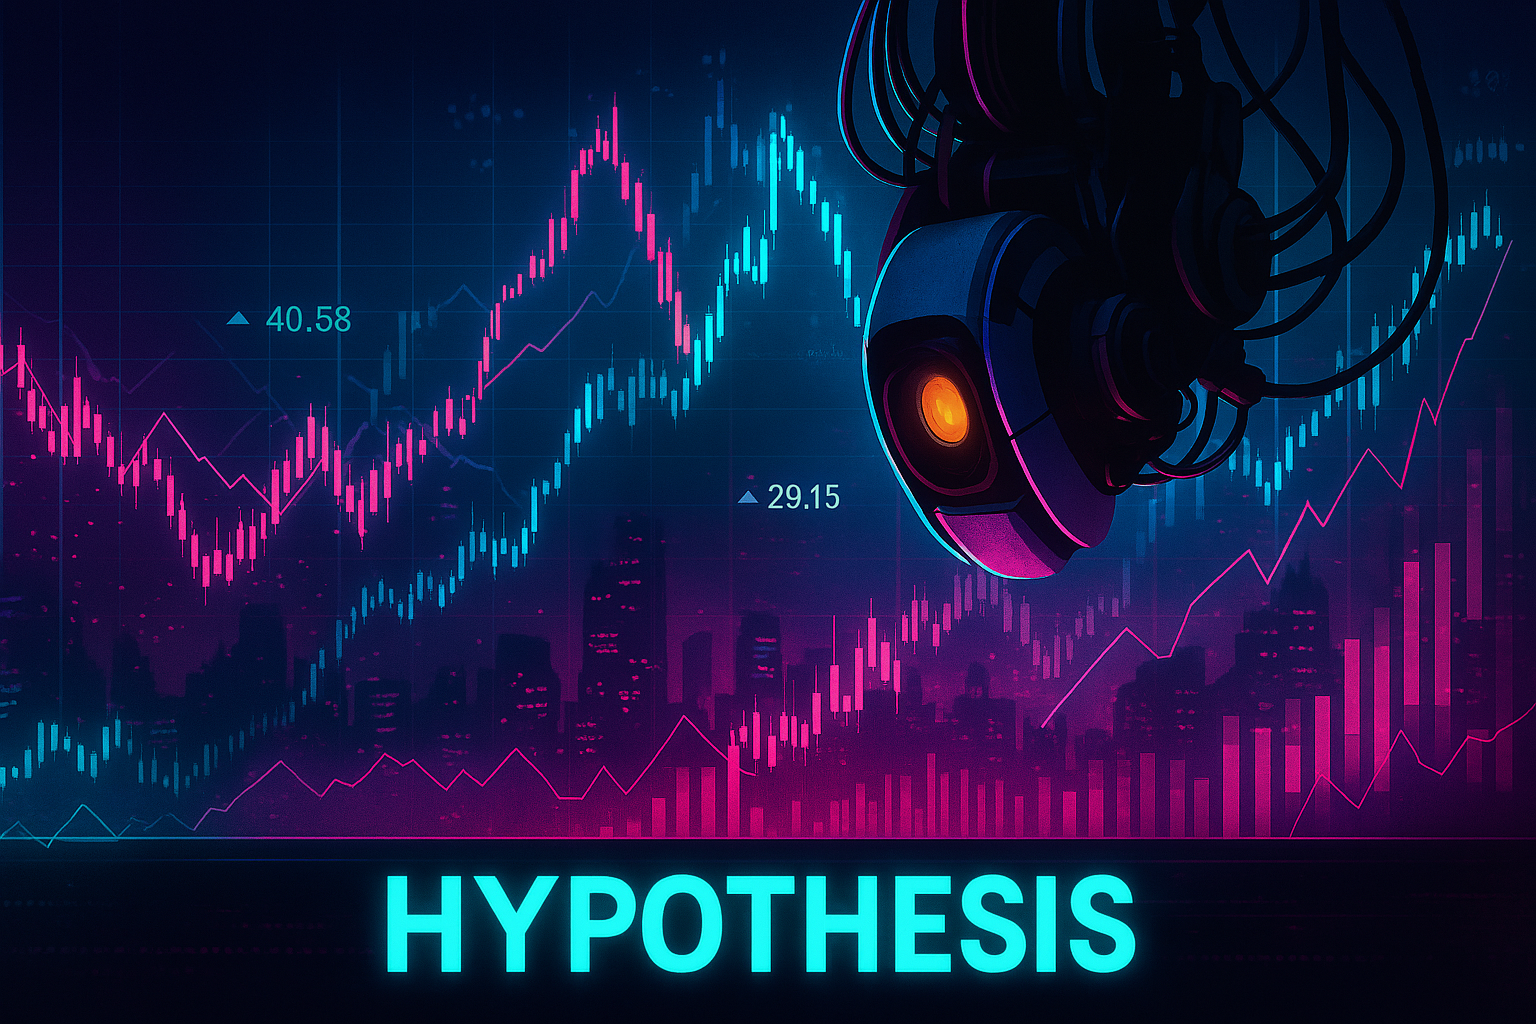 ▲ 40.58
▲ 29.15
HYPOTHESIS